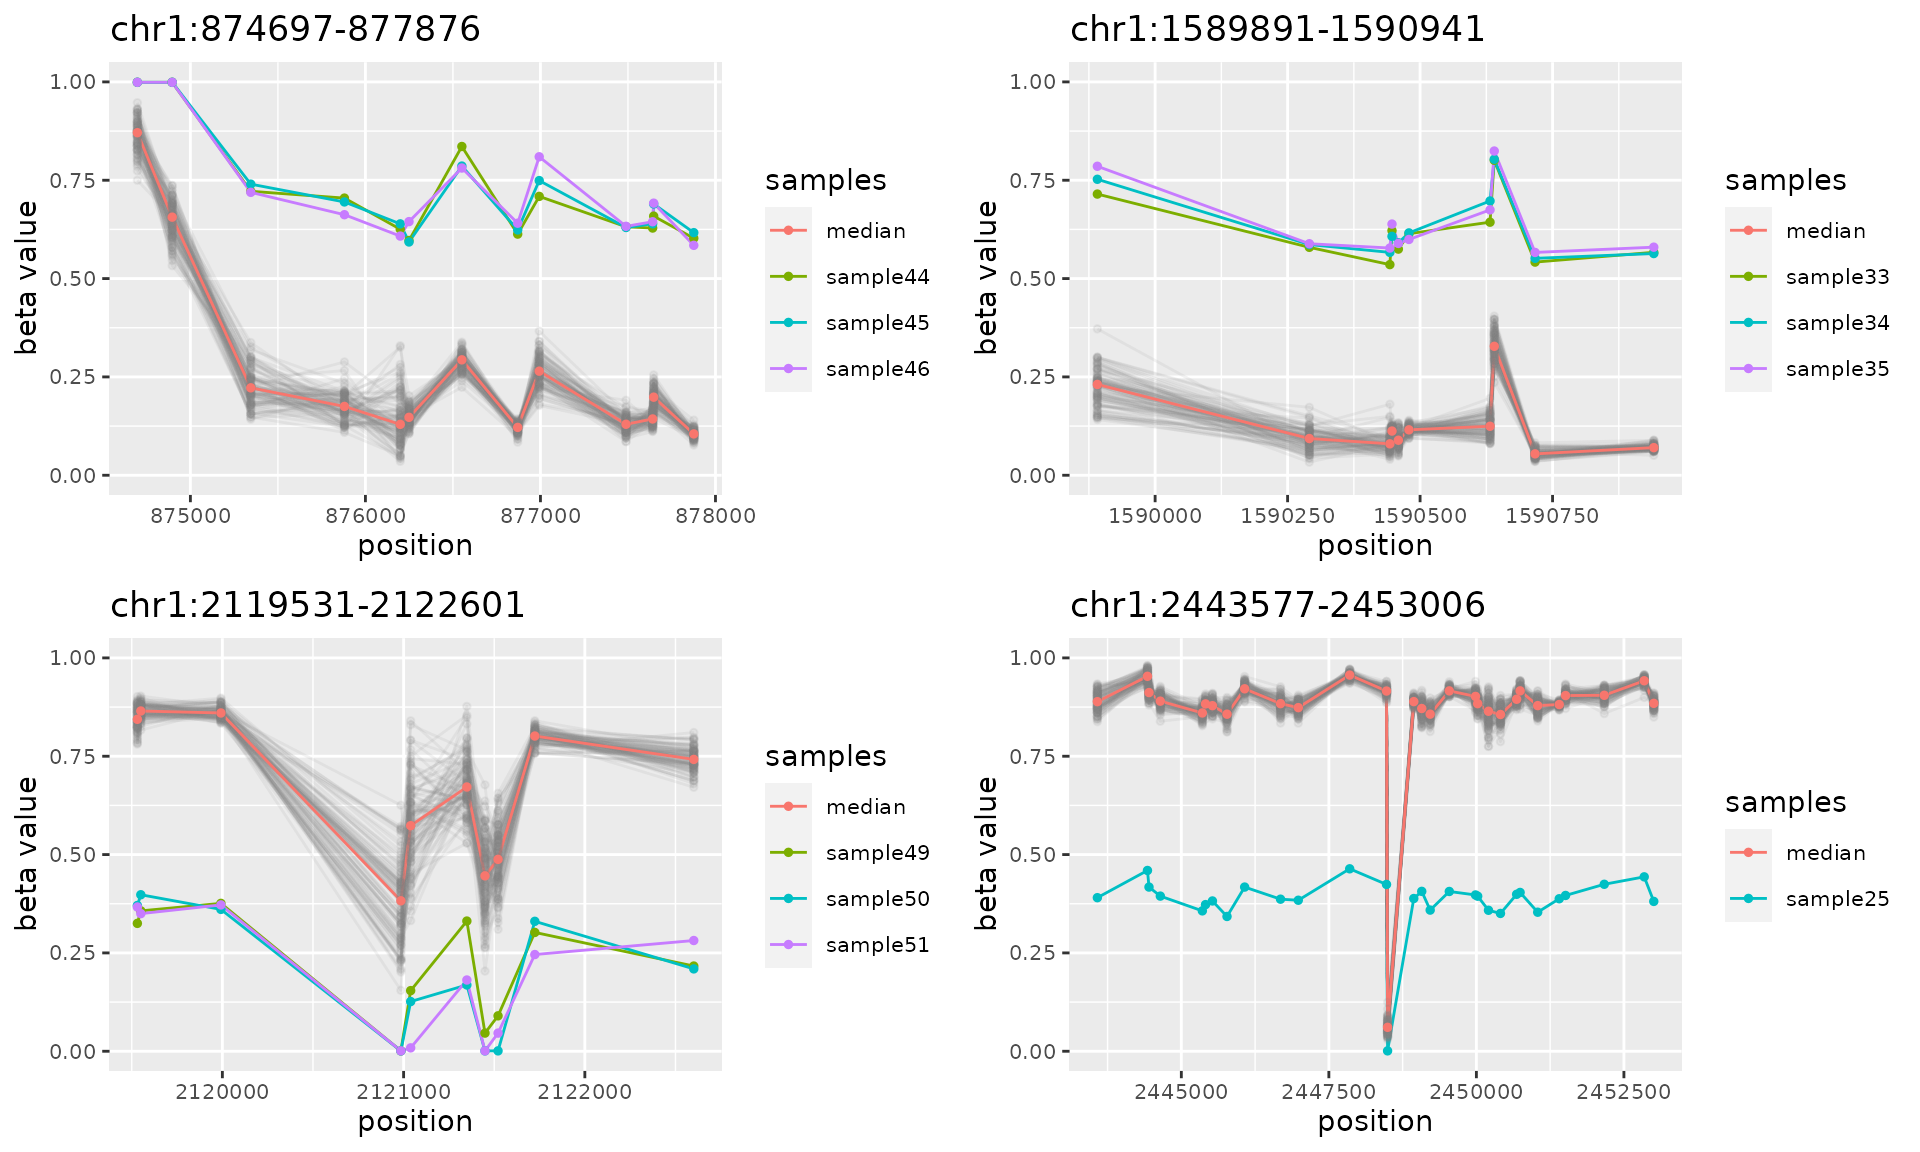 chr1:874697-877876
1.00
0.75
0.50
0.25
0.00
beta value
875000 876000 877000 878000
position
samples
median
sample44
sample45
sample46
chr1:1589891-1590941
1.00
0.75
0.50
0.25
0.00
beta value
1590000 1590250 1590500 1590750
position
samples
median
sample33
sample34
sample35
chr1:2119531-2122601
1.00
0.75
0.50
0.25
0.00
beta value
2120000 2121000 2122000
position
samples
median
sample49
sample50
sample51
chr1:2443577-2453006
1.00
0.75
0.50
0.25
0.00
beta value
2445000 2447500 2450000 2452500
position
samples
median
sample25